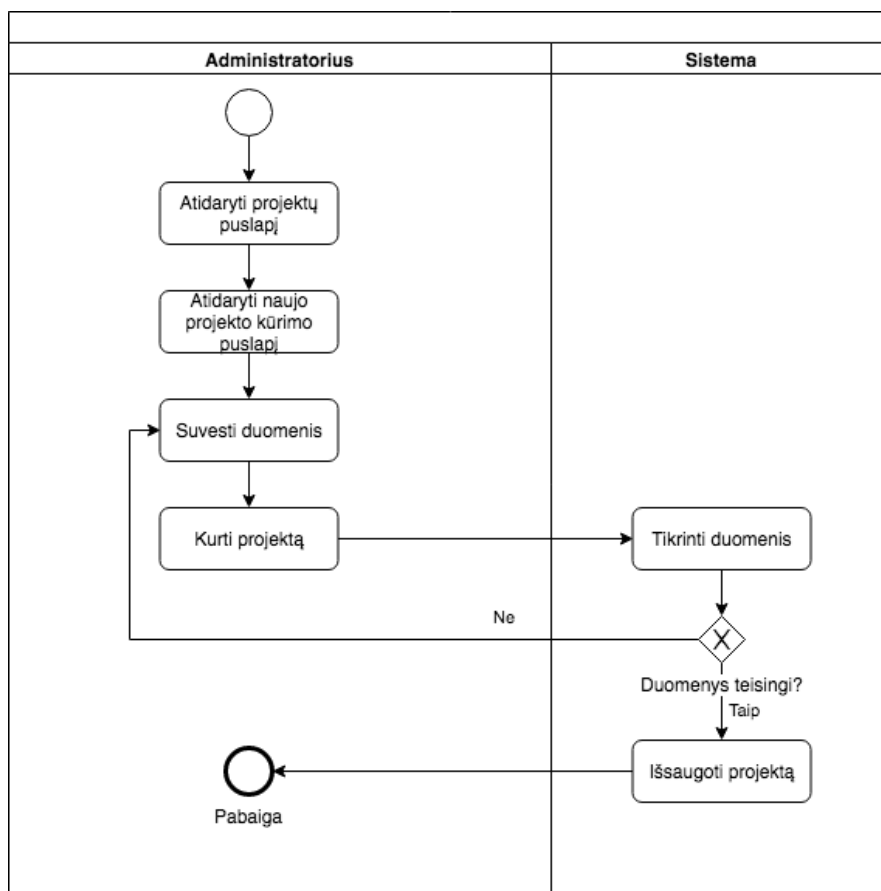 Administratorius
Sistema
Atidaryti projektų
puslapį
Atidaryti naujo
projekto kūrimo
puslapį
Suvesti duomenis
Kurti projektą
Tikrinti duomenis
Ne
X
Duomenys teisingi?
Taip
Išsaugoti projektą
Pabaiga